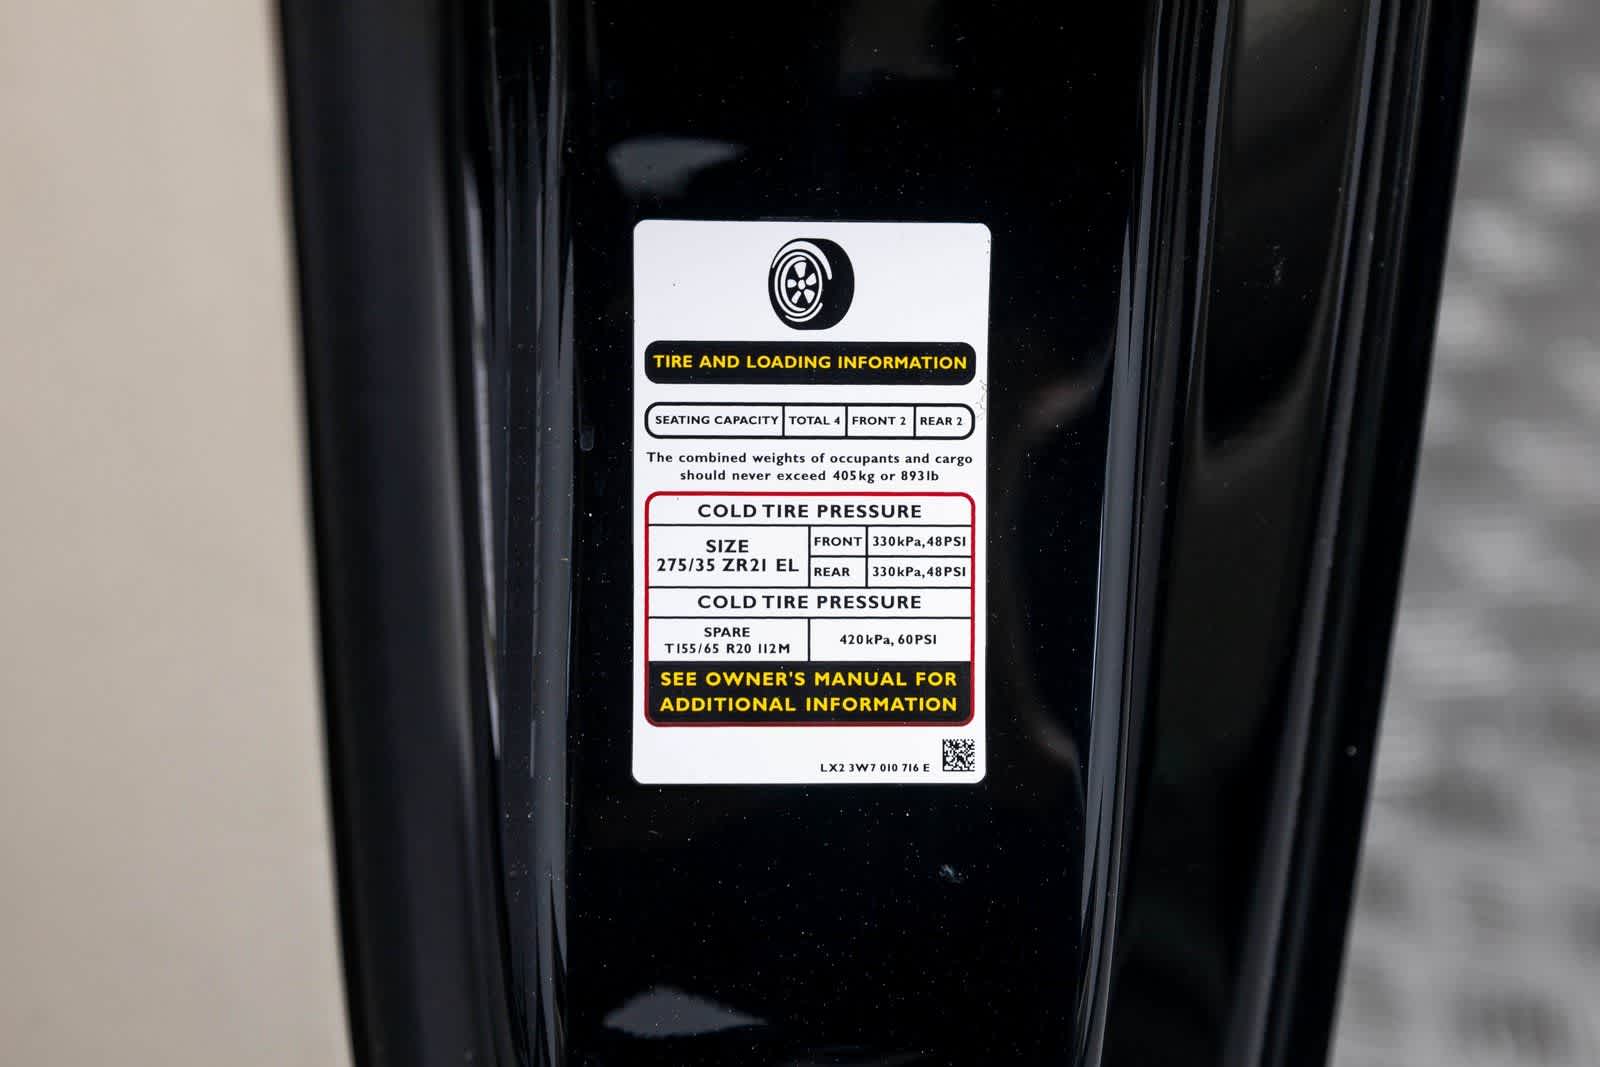 TIRE AND LOADING INFORMATION
SEATING CAPACITY TOTAL 4 FRONT 2 REAR 2
The combined weights of occupants and cargo
should never exceed 405kg or 893lb
COLD TIRE PRESSURE
SIZE
275/35 ZR21 EL
FRONT 330kPa,48PSI
REAR 330kPa,48PSI
COLD TIRE PRESSURE
SPARE
T155/65 R20 112M
420kPa, 60PSI
SEE OWNER'S MANUAL FOR
ADDITIONAL INFORMATION
LX2 3W7 010 716 E